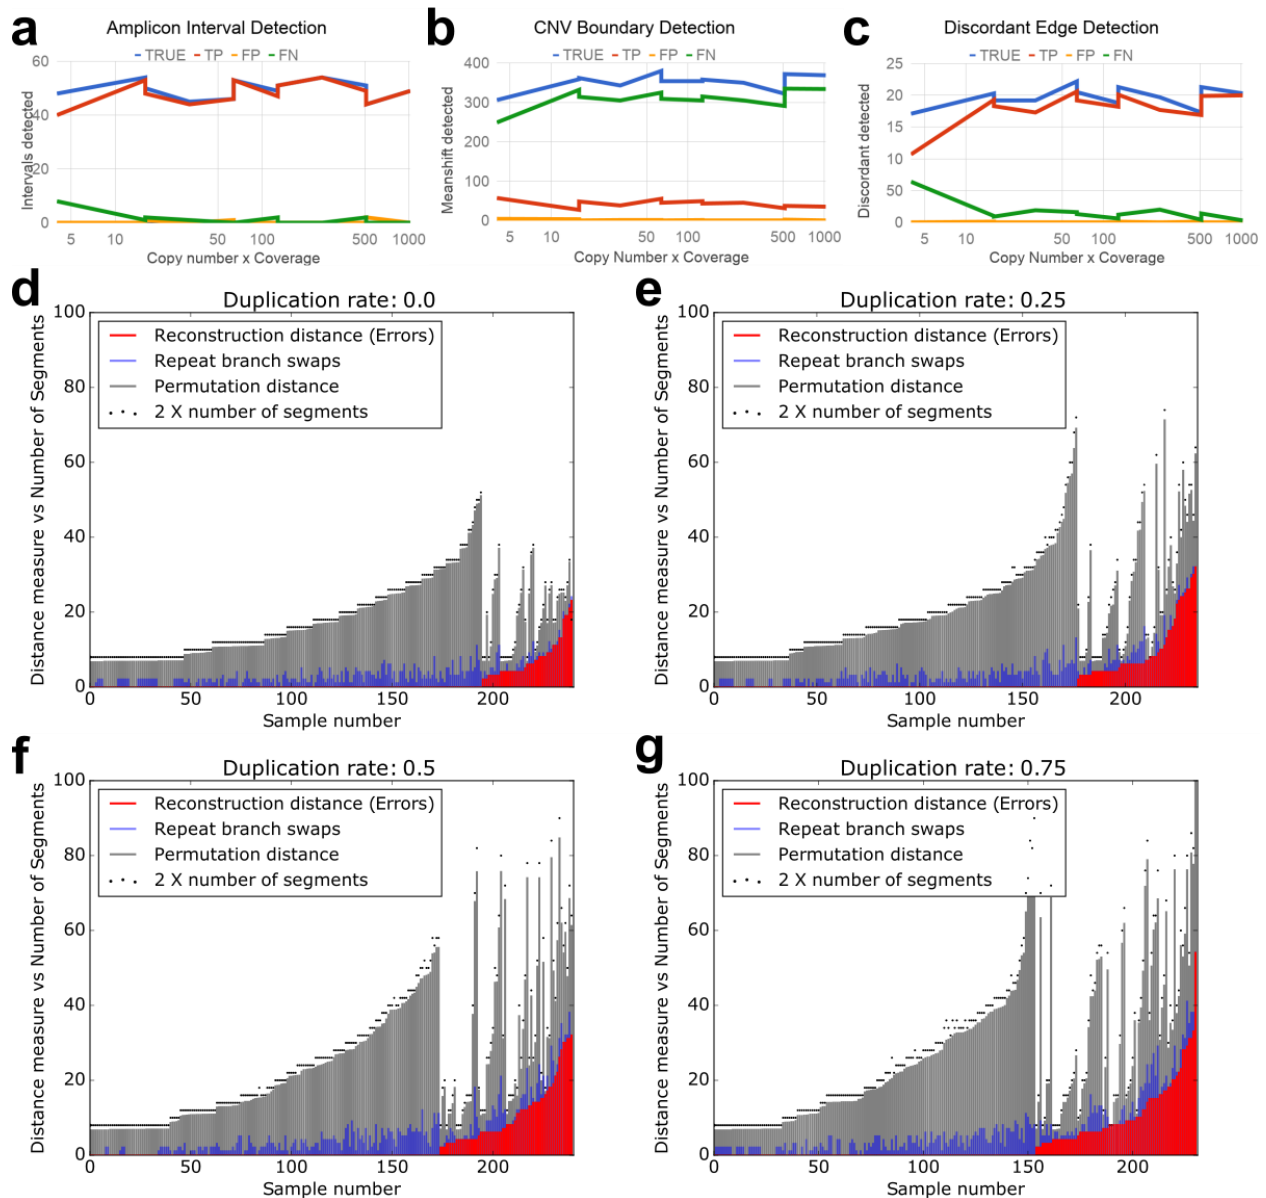 a
Amplicon Interval Detection
TRUE TP FP FN
60
40
20
0
Intervals detected
5 10 50 100 500 1000
Copy number x Coverage
b
CNV Boundary Detection
TRUE TP FP FN
400
300
200
100
0
Meanshift detected
5 10 50 100 500 1000
Copy Number x Coverage
c
Discordant Edge Detection
TRUE TP FP FN
25
20
15
10
50
0
Discordant detected
5 10 50 100 500 1000
Copy Number x Coverage
d
Duplication rate: 0.0
100
80
60
40
20
0
Distance measure vs Number of Segments
Reconstruction distance (Errors)
Repeat branch swaps
Permutation distance
2 X number of segments
0 50 100 150 200
Sample number
e
Duplication rate: 0.25
100
80
60
40
20
0
Distance measure vs Number of Segments
Reconstruction distance (Errors)
Repeat branch swaps
Permutation distance
2 X number of segments
0 50 100 150 200
Sample number
f
Duplication rate: 0.5
100
80
60
40
20
0
Distance measure vs Number of Segments
Reconstruction distance (Errors)
Repeat branch swaps
Permutation distance
2 X number of segments
0 50 100 150 200
Sample number
g
Duplication rate: 0.75
100
80
60
40
20
0
Distance measure vs Number of Segments
Reconstruction distance (Errors)
Repeat branch swaps
Permutation distance
2 X number of segments
0 50 100 150 200
Sample number